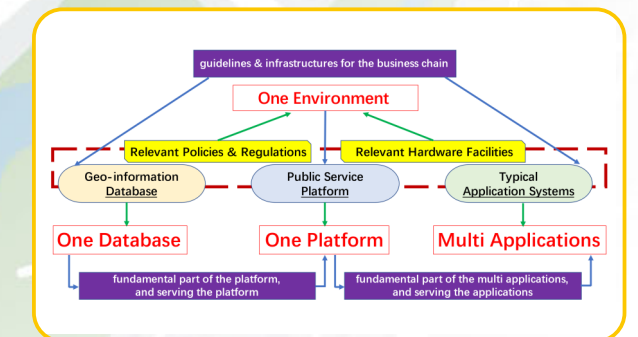 guidelines & infrastructures for the business chain
One Environment
Relevant Policies & Regulations
Relevant Hardware Facilities
Geo-information
Database
Public Service
Platform
Typical
Application Systems
One Database
One Platform
Multi Applications
fundamental part of the platform,
and serving the platform
fundamental part of the multi applications,
and serving the applications